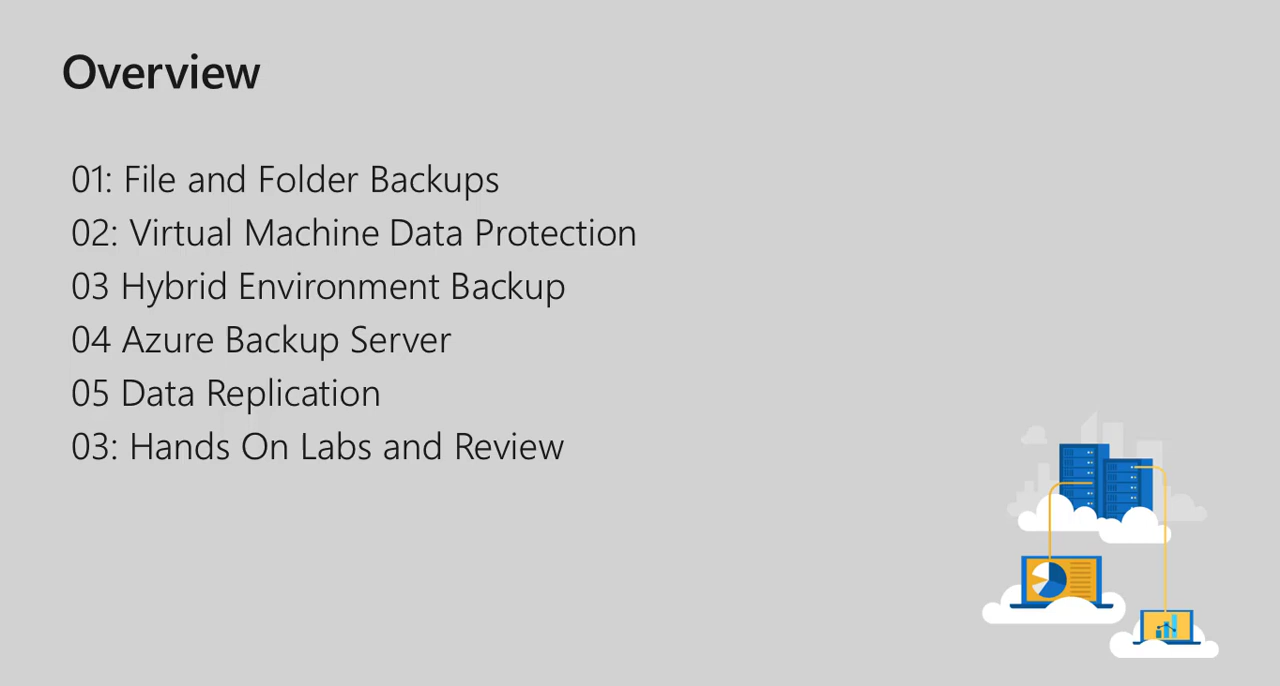 Overview
01: File and Folder Backups
02: Virtual Machine Data Protection
03 Hybrid Environment Backup
04 Azure Backup Server
05 Data Replication
03: Hands On Labs and Review